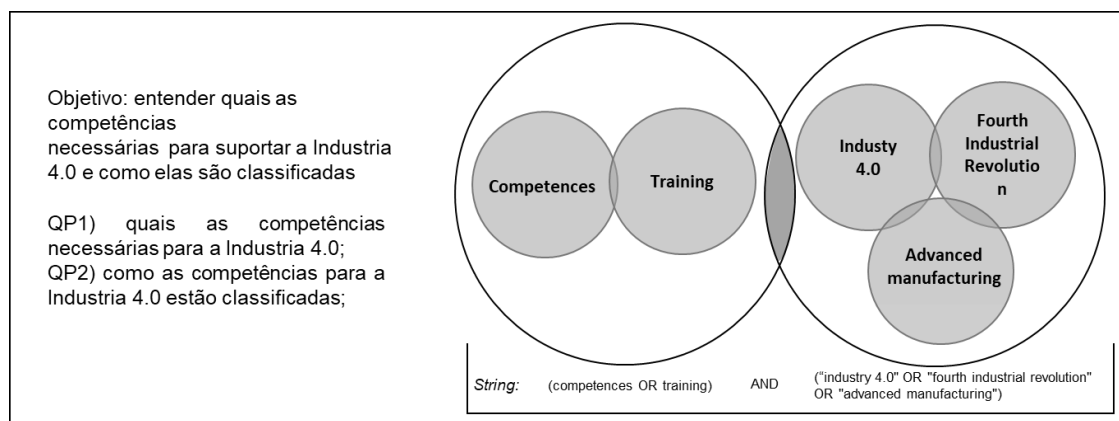 Objetivo: entender quais as
competências
necessárias para suportar a Industria
4.0 e como elas são classificadas
QP1) quais as competências
necessárias para a Industria 4.0;
QP2) como as competências para a
Industria 4.0 estão classificadas;
Competences
Training
Industy
4.0
Fourth
Industrial
Revolutio
n
Advanced
manufacturing
String: (competences OR training) AND (“industry 4.0" OR "fourth industrial revolution"
OR "advanced manufacturing")